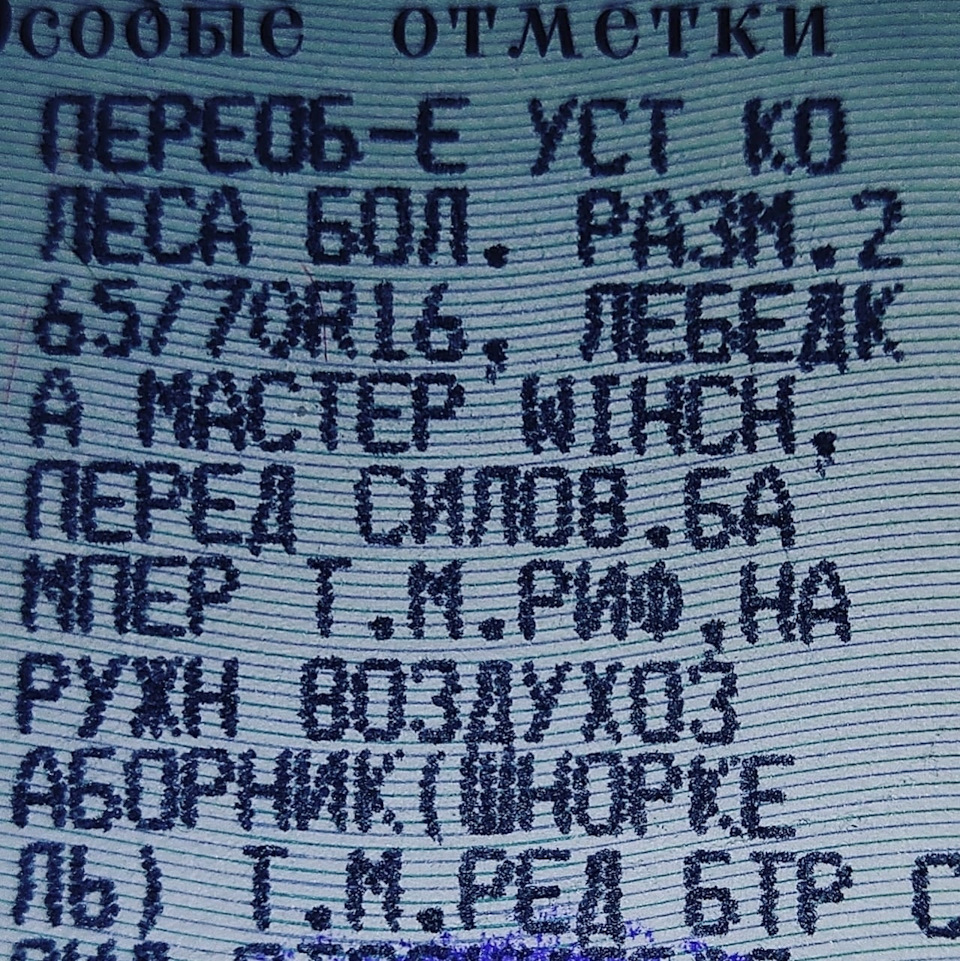 Особые отметки
ПЕРЕОБ-Е УСТ КО
ЛЕСА БОЛ. РАЗМ.2
65/70R16, ЛЕБЕДК
А МАСТЕР WIНСН,
ПЕРЕД СИЛОВ.БА
МПЕР Т.М.РИФ,НА
РУЖН ВОЗДУХОЗ
АБОРНИК(ШНОРКЕ
ЛЬ) Т.М.РЕД БТР С